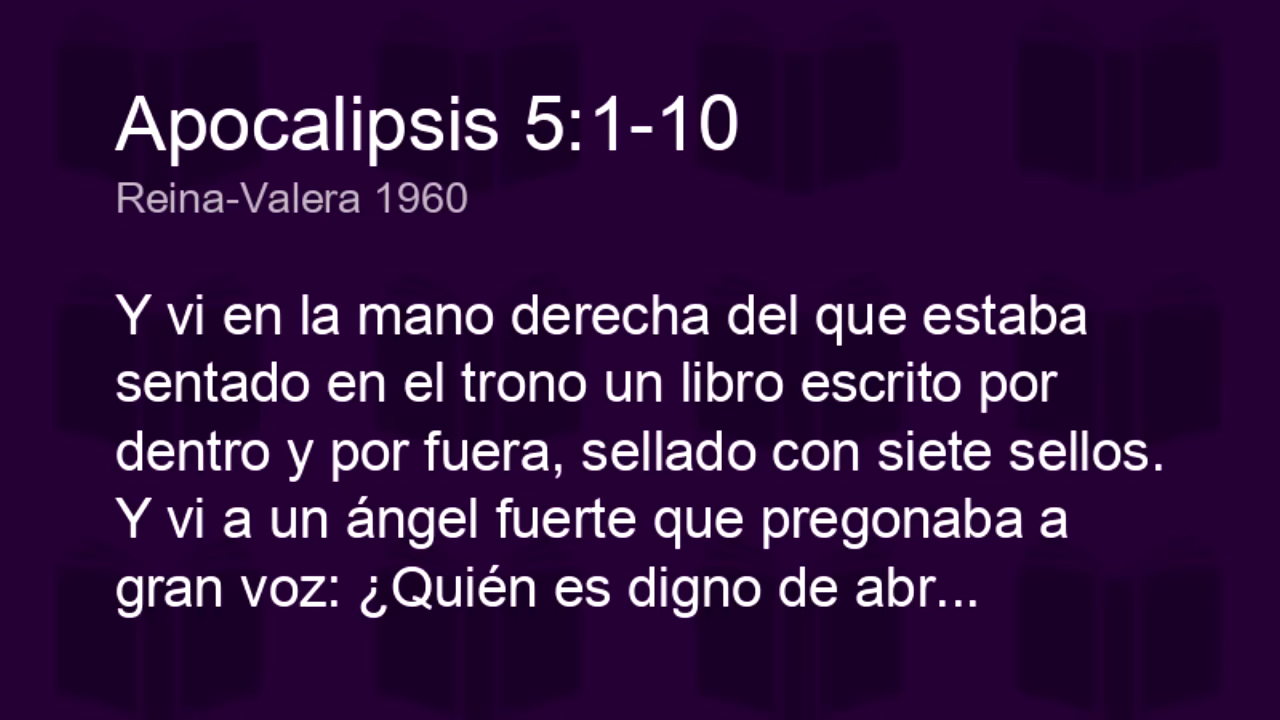 Apocalipsis 5:1-10
Reina-Valera 1960
Y vi en la mano derecha del que estaba
sentado en el trono un libro escrito por
dentro y por fuera, sellado con siete sellos.
Y vi a un ángel fuerte que pregonaba a
gran voz: ¿Quién es digno de abr...